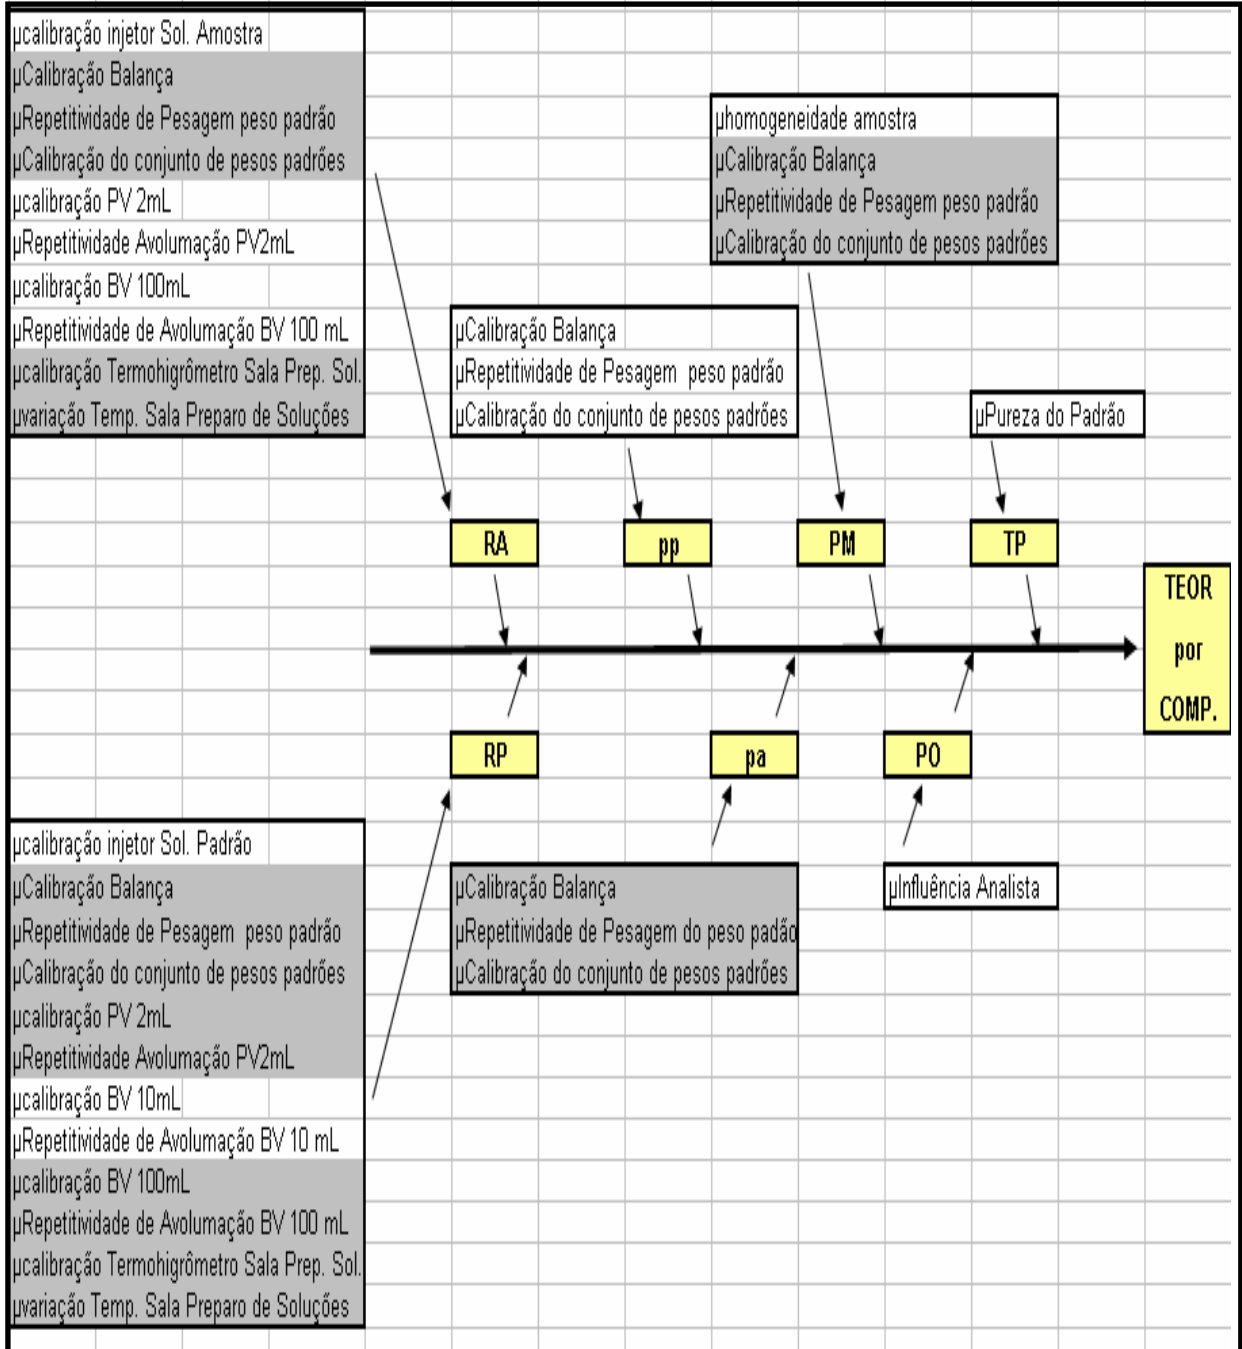 µcalibração injetor Sol. Amostra
µCalibração Balança
µRepetitividade de Pesagem peso padrão
µCalibração do conjunto de pesos padrões
µcalibração PV 2mL
µRepetitividade Avolumação PV2mL
µcalibração BV 100mL
µRepetitividade de Avolumação BV 100 mL
µcalibração Termohigrômetro Sala Prep. Sol.
µvariação Temp. Sala Preparo de Soluções
µCalibração Balança
µRepetitividade de Pesagem peso padrão
µCalibração do conjunto de pesos padrões
µhomogeneidade amostra
µCalibração Balança
µRepetitividade de Pesagem peso padrão
µCalibração do conjunto de pesos padrões
µPureza do Padrão
RA
pp
PM
TP
TEOR
por
COMP.
RP
pa
PO
µcalibração injetor Sol. Padrão
µCalibração Balança
µRepetitividade de Pesagem peso padrão
µCalibração do conjunto de pesos padrões
µcalibração PV 2mL
µRepetitividade Avolumação PV2mL
µcalibração BV 10mL
µRepetitividade de Avolumação BV 10 mL
µcalibração BV 100mL
µRepetitividade de Avolumação BV 100 mL
µcalibração Termohigrômetro Sala Prep. Sol.
µvariação Temp. Sala Preparo de Soluções
µCalibração Balança
µRepetitividade de Pesagem do peso padão
µCalibração do conjunto de pesos padrões
µInfluência Analista